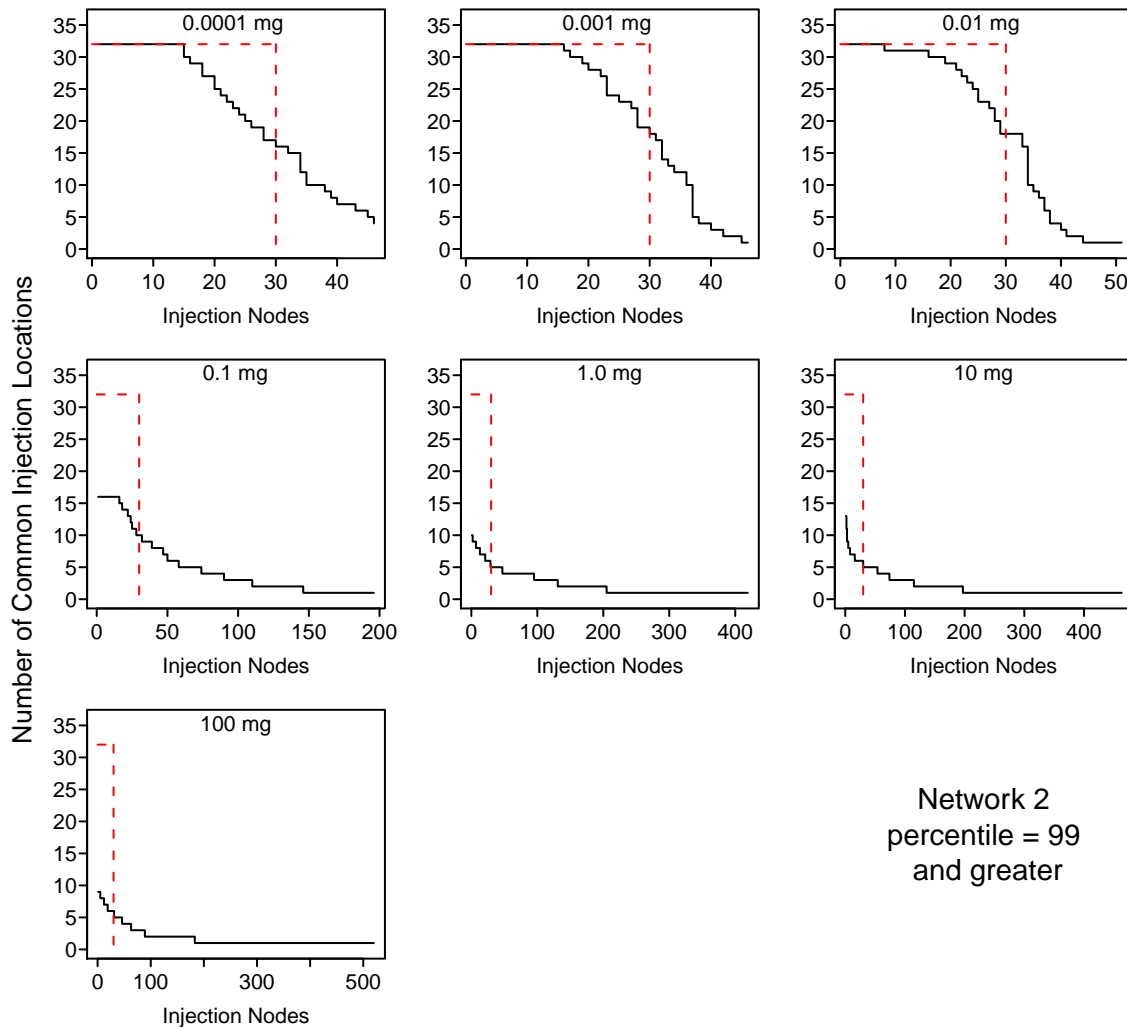 Number of Common Injection Locations
0.0001 mg
35
30
25
20
15
10
5
0
0 10 20 30 40
Injection Nodes
0.001 mg
35
30
25
20
15
10
5
0
0 10 20 30 40
Injection Nodes
0.01 mg
35
30
25
20
15
10
5
0
0 10 20 30 40 50
Injection Nodes
0.1 mg
35
30
25
20
15
10
5
0
0 50 100 150 200
Injection Nodes
1.0 mg
35
30
25
20
15
10
5
0
0 100 200 300 400
Injection Nodes
10 mg
35
30
25
20
15
10
5
0
0 100 200 300 400
Injection Nodes
100 mg
35
30
25
20
15
10
5
0
0 100 300 500
Injection Nodes
Network 2
percentile = 99
and greater